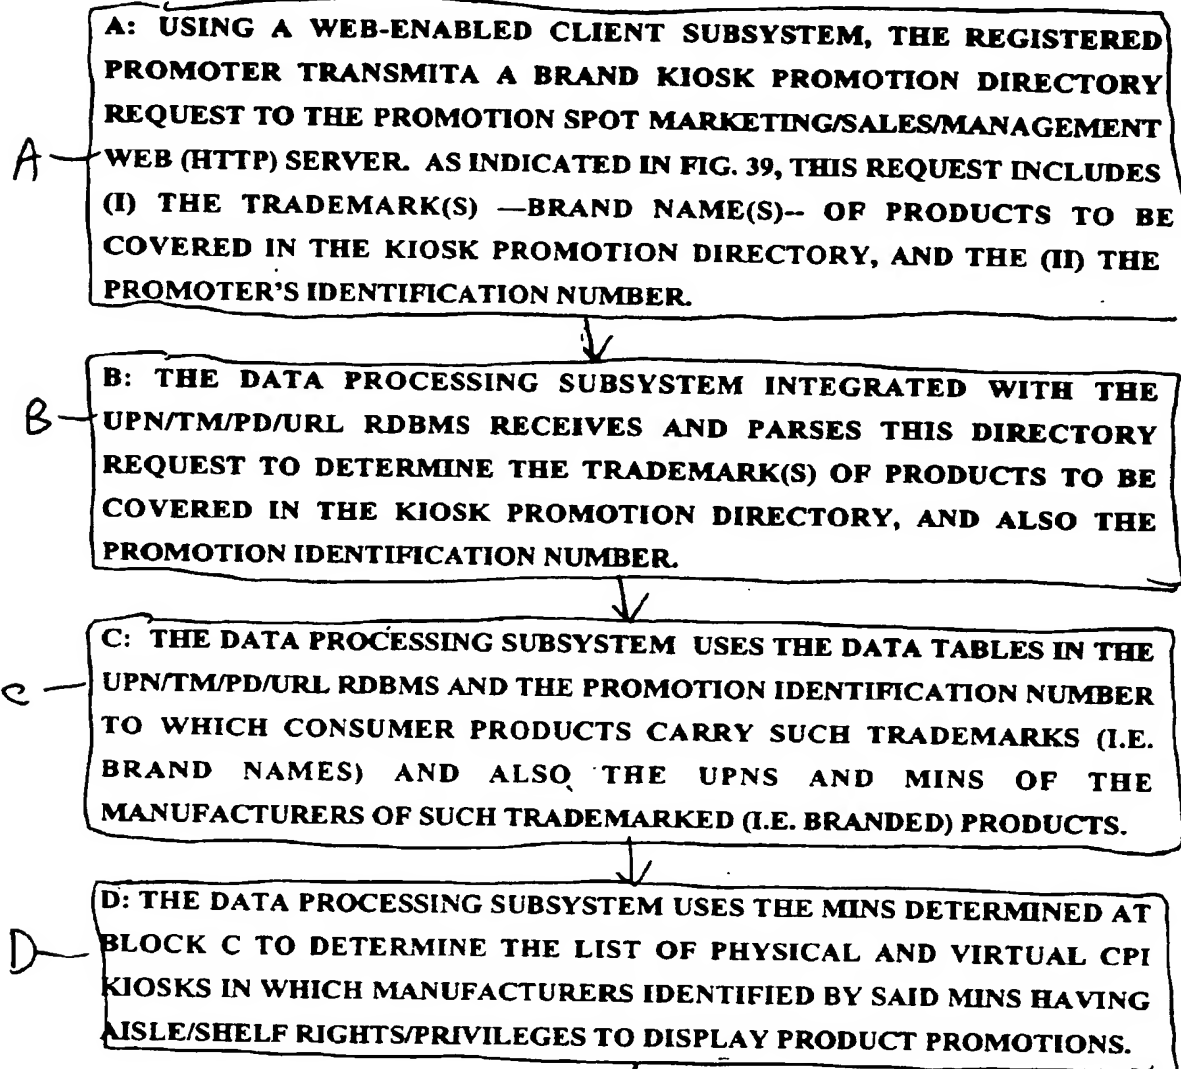 A: USING A WEB-ENABLED CLIENT SUBSYSTEM, THE REGISTERED
PROMOTER TRANSMITA A BRAND KIOSK PROMOTION DIRECTORY
REQUEST TO THE PROMOTION SPOT MARKETING/SALES/MANAGEMENT
A WEB (HTTP) SERVER. AS INDICATED IN FIG. 39, THIS REQUEST INCLUDES
(I) THE TRADEMARK(S) —BRAND NAME(S)-- OF PRODUCTS TO BE
COVERED IN THE KIOSK PROMOTION DIRECTORY, AND THE (II) THE
PROMOTER'S IDENTIFICATION NUMBER.
B: THE DATA PROCESSING SUBSYSTEM INTEGRATED WITH THE
B UPN/TM/PD/URL RDBMS RECEIVES AND PARSES THIS DIRECTORY
REQUEST TO DETERMINE THE TRADEMARK(S) OF PRODUCTS TO BE
COVERED IN THE KIOSK PROMOTION DIRECTORY, AND ALSO THE
PROMOTION IDENTIFICATION NUMBER.
C: THE DATA PROCESSING SUBSYSTEM USES THE DATA TABLES IN THE
C UPN/TM/PD/URL RDBMS AND THE PROMOTION IDENTIFICATION NUMBER
TO WHICH CONSUMER PRODUCTS CARRY SUCH TRADEMARKS (I.E.
BRAND NAMES) AND ALSO THE UPNS AND MINS OF THE
MANUFACTURERS OF SUCH TRADEMARKED (I.E. BRANDED) PRODUCTS.
D: THE DATA PROCESSING SUBSYSTEM USES THE MINS DETERMINED AT
D BLOCK C TO DETERMINE THE LIST OF PHYSICAL AND VIRTUAL CPI
KIOSKS IN WHICH MANUFACTURERS IDENTIFIED BY SAID MINS HAVING
AISLE/SHELF RIGHTS/PRIVILEGES TO DISPLAY PRODUCT PROMOTIONS.